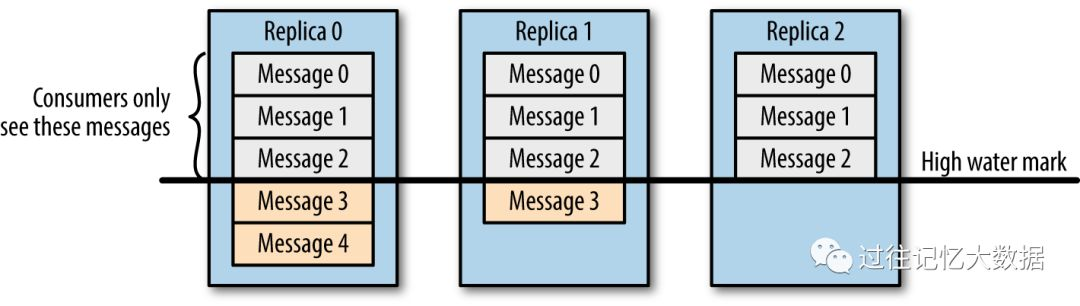 Replica 0
Message 0
Message 1
Message 2
Message 3
Message 4
Replica 1
Message 0
Message 1
Message 2
Message 3
Replica 2
Message 0
Message 1
Message 2
Consumers only
see these messages
High water mark
过往记忆大数据